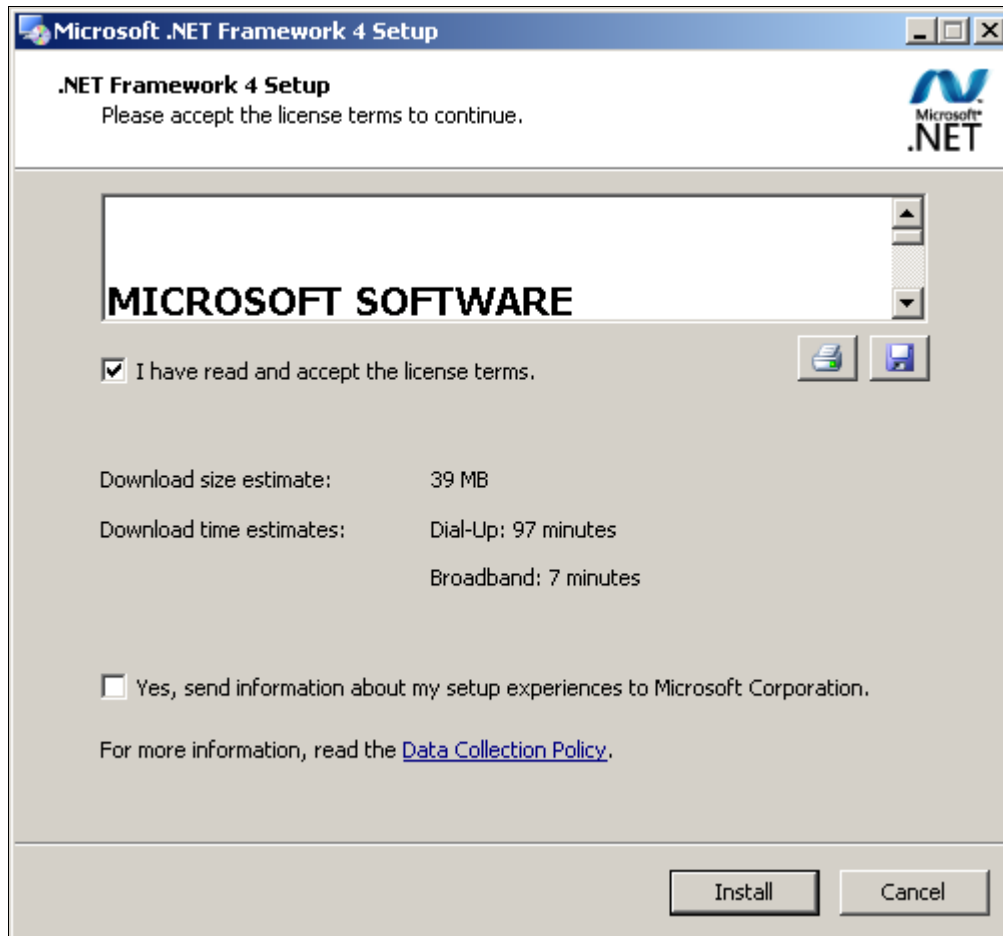 Microsoft .NET Framework 4 Setup
.NET Framework 4 Setup
Please accept the license terms to continue.
Microsoft®
.NET
MICROSOFT SOFTWARE
I have read and accept the license terms.
Download size estimate: 39 MB
Download time estimates: Dial-Up: 97 minutes
Broadband: 7 minutes
Yes, send information about my setup experiences to Microsoft Corporation.
For more information, read the Data Collection Policy.
Install Cancel